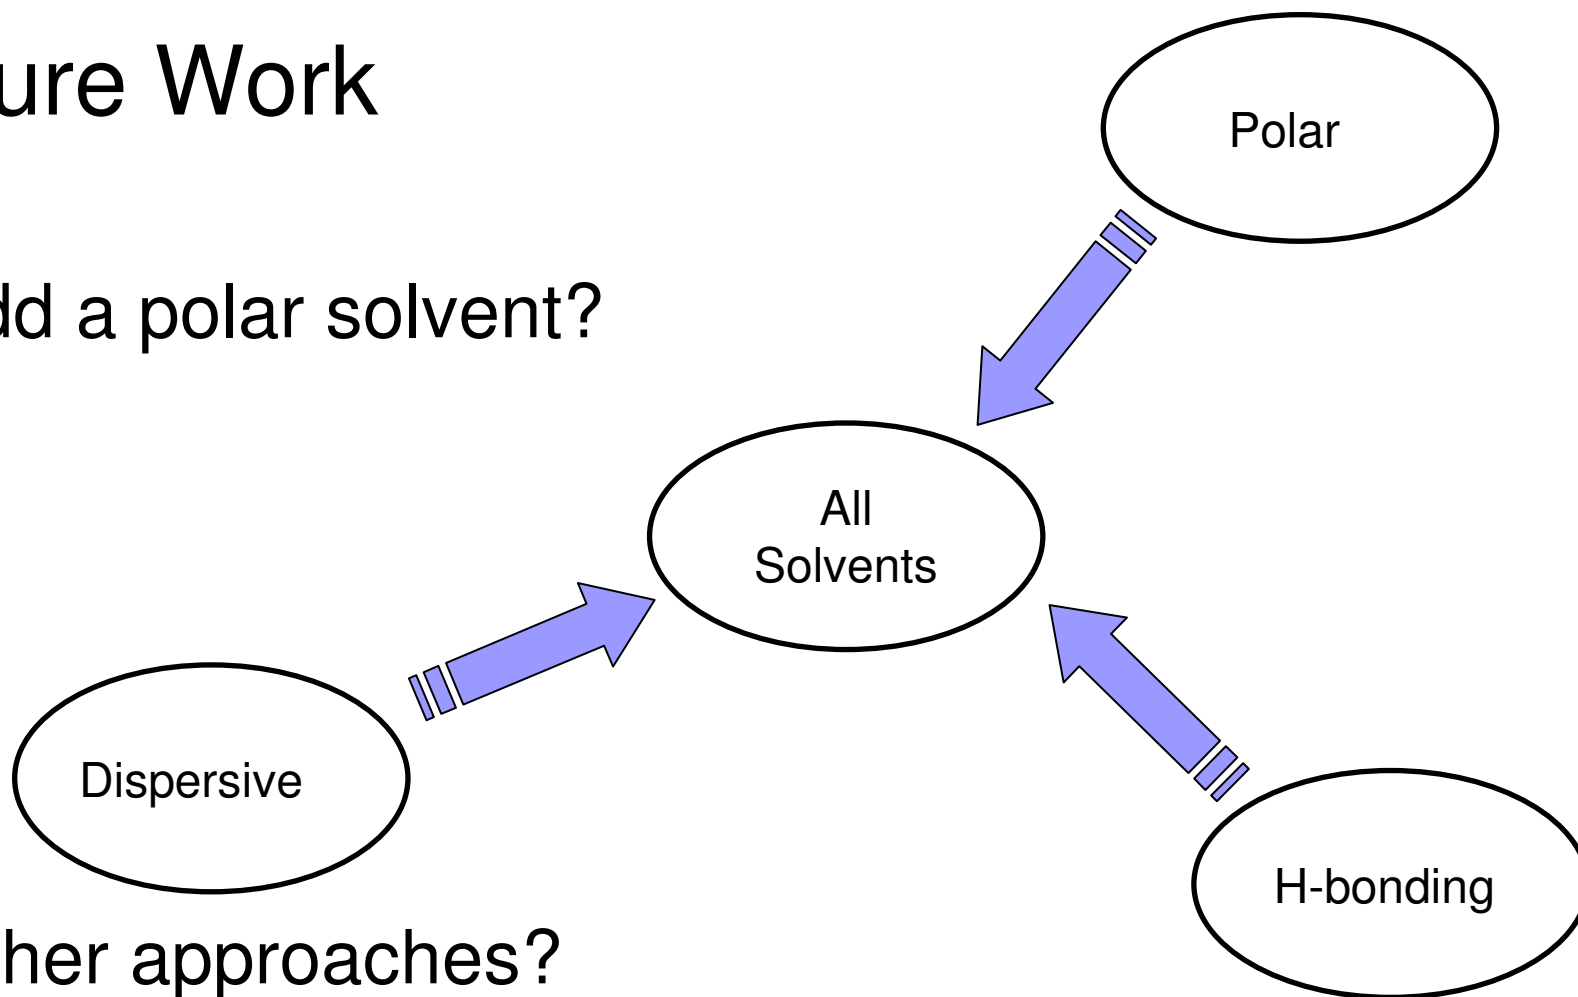 ure Work
Polar
dd a polar solvent?
All
Solvents
Dispersive
H-bonding
her approaches?